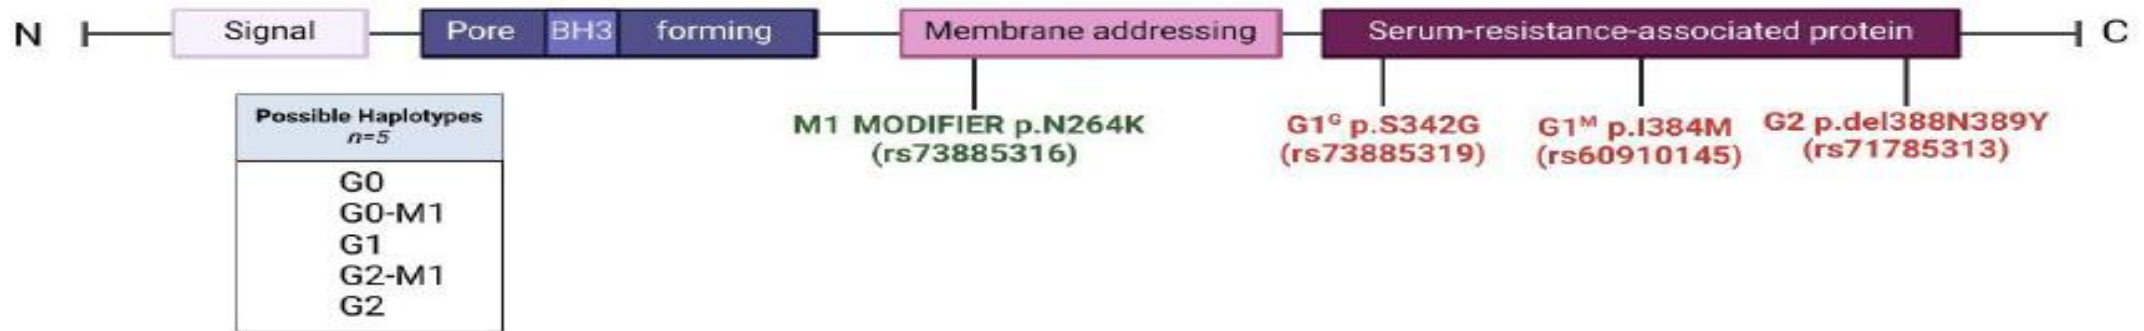 N Signal Pore BH3 forming Membrane addressing Serum-resistance-associated protein C
M1 MODIFIER p.N264K
(rs73885316)
G1ᴳ p.S342G
(rs73885319)
G1ᴹ p.I384M
(rs60910145)
G2 p.del388N389Y
(rs71785313)
Possible Haplotypes
n=5
G0
G0-M1
G1
G2-M1
G2